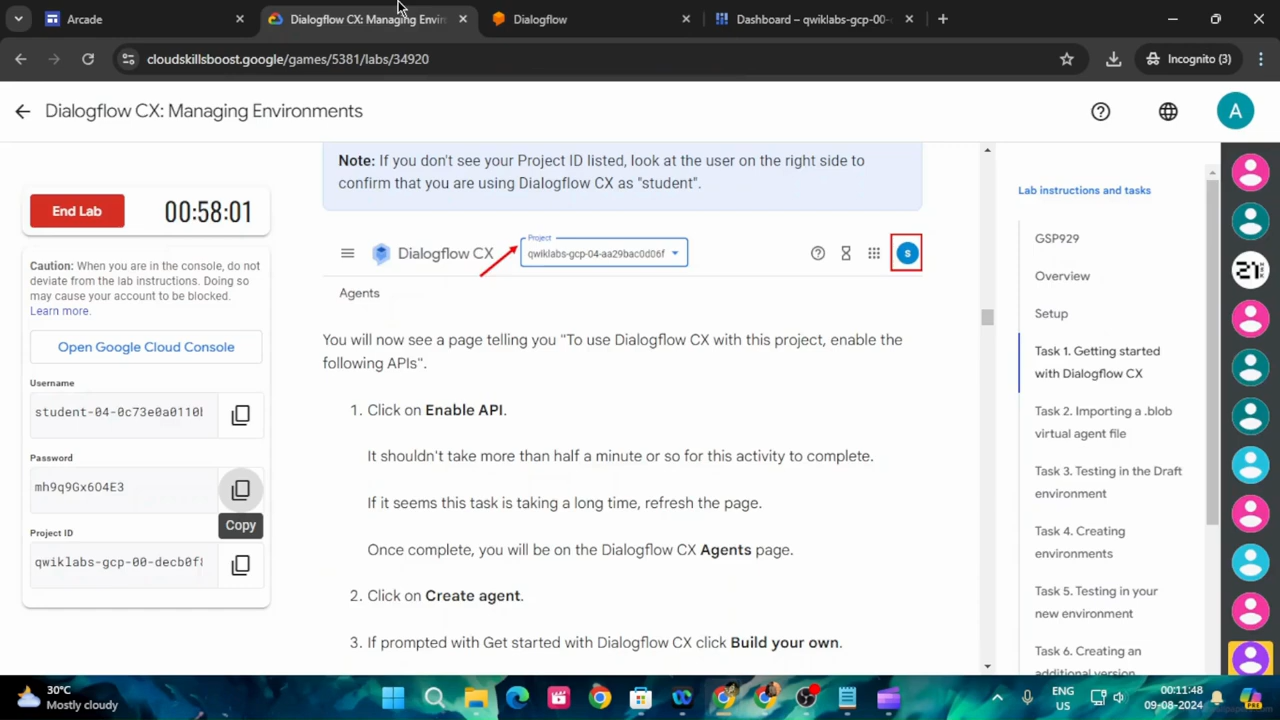 Arcade
Dialogflow CX: Managing Enviro
Dialogflow
Dashboard – qwiklabs-gcp-00-
cloudskillsboost.google/games/5381/labs/34920
Incognito (3)
Dialogflow CX: Managing Environments
A
End Lab
00:58:01
Caution: When you are in the console, do not
deviate from the lab instructions. Doing so
may cause your account to be blocked.
Learn more.
Open Google Cloud Console
Username
student-04-0c73e0a0110b
Password
mh9q9Gx6O4E3
Copy
Project ID
qwiklabs-gcp-00-decb0f8
Note: If you don't see your Project ID listed, look at the user on the right side to
confirm that you are using Dialogflow CX as "student".
Dialogflow CX
Project
qwiklabs-gcp-04-aa29bac0d06f
s
Agents
You will now see a page telling you "To use Dialogflow CX with this project, enable the
following APIs".
1. Click on Enable API.
It shouldn't take more than half a minute or so for this activity to complete.
If it seems this task is taking a long time, refresh the page.
Once complete, you will be on the Dialogflow CX Agents page.
2. Click on Create agent.
3. If prompted with Get started with Dialogflow CX click Build your own.
Lab instructions and tasks
GSP929
Overview
Setup
Task 1. Getting started
with Dialogflow CX
Task 2. Importing a .blob
virtual agent file
Task 3. Testing in the Draft
environment
Task 4. Creating
environments
Task 5. Testing in your
new environment
Task 6. Creating an
additional version
30°C
Mostly cloudy
ENG
US
00:11:48
09-08-2024
PRE